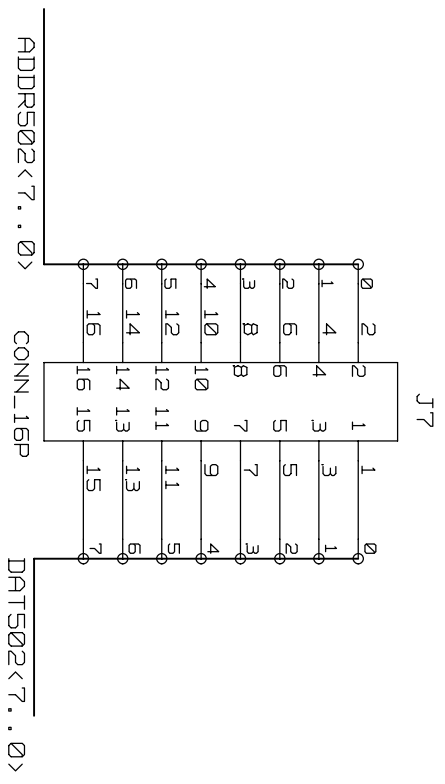 J7
0 2 2 1 1 0
1 4 4 3 3 1
2 6 6 5 5 2
3 8 8 7 7 3
4 10 10 9 9 4
5 12 12 11 11 5
6 14 14 13 13 6
7 16 16 15 15 7
ADDR502<7..0>
CONN_16P
DAT502<7..0>